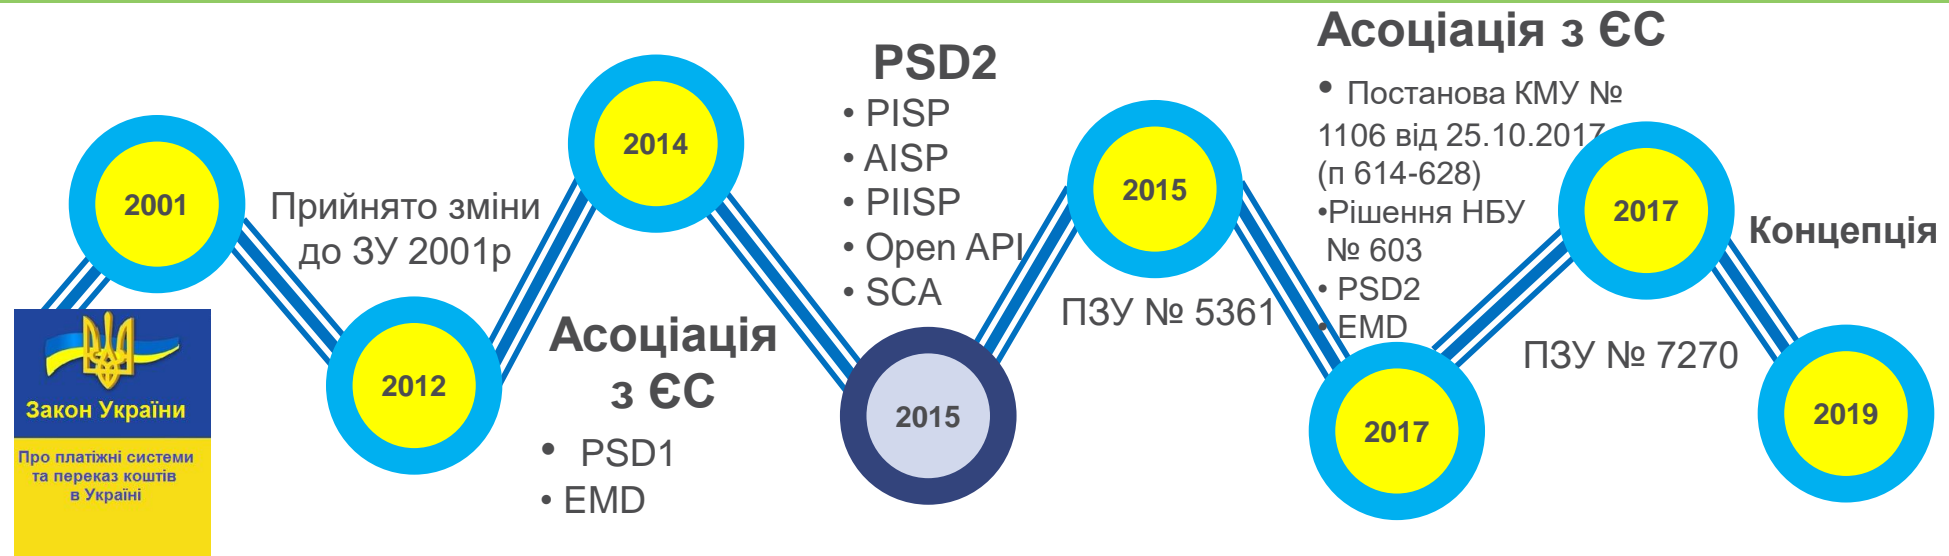 2001
Закон України
Про платіжні системи
та переказ коштів
в Україні
Прийнято зміни
до ЗУ 2001р
2012
2014
Асоціація
з ЄС
• PSD1
• EMD
PSD2
• PISP
• AISP
• PIISP
• Open API
• SCA
2015
2015
ПЗУ № 5361
Асоціація з ЄС
• Постанова КМУ №
1106 від 25.10.2017
(п 614-628)
•Рішення НБУ
№ 603
• PSD2
• EMD
2017
2017
ПЗУ № 7270
Концепція
2019